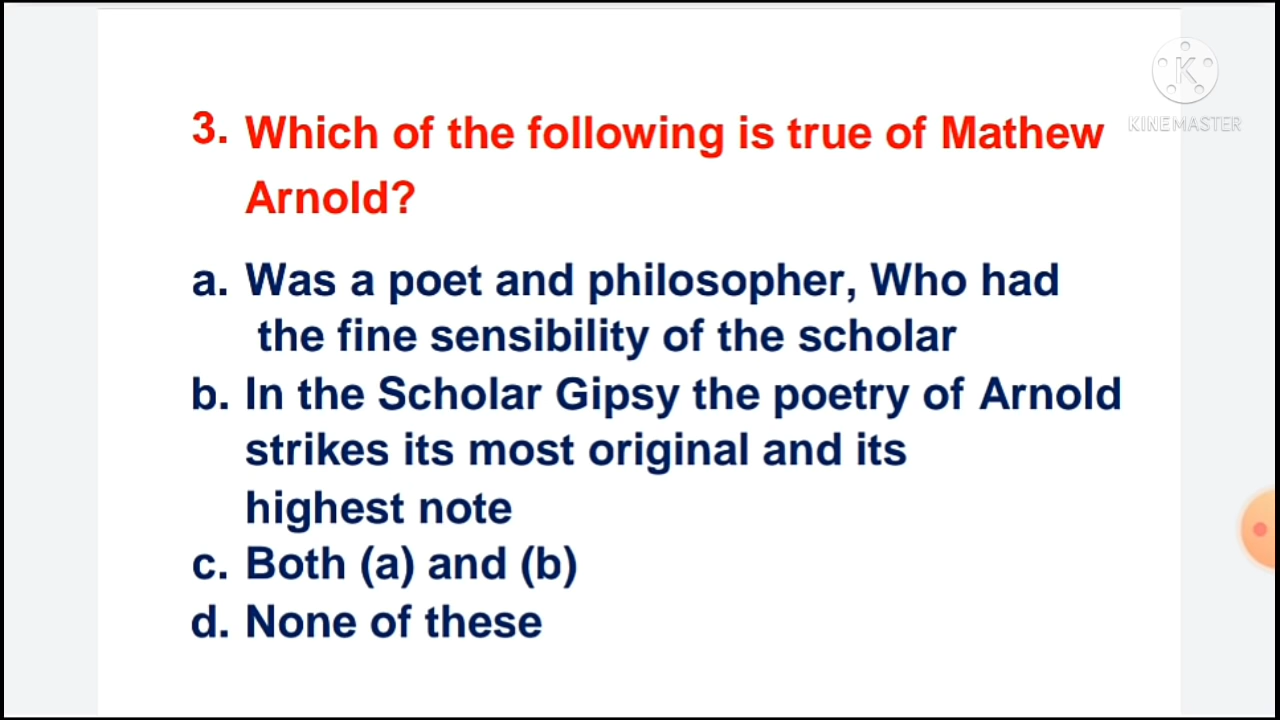 KINEMASTER
3. Which of the following is true of Mathew
Arnold?
a. Was a poet and philosopher, Who had
the fine sensibility of the scholar
b. In the Scholar Gipsy the poetry of Arnold
strikes its most original and its
highest note
c. Both (a) and (b)
d. None of these